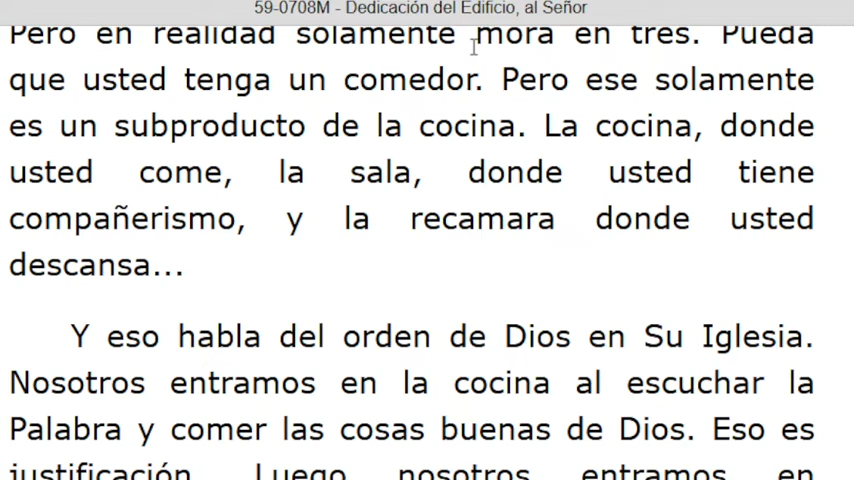 59-0708M - Dedicación del Edificio, al Señor
Pero en realidad solamente mora en tres. Pueda
que usted tenga un comedor. Pero ese solamente
es un subproducto de la cocina. La cocina, donde
usted come, la sala, donde usted tiene
compañerismo, y la recamara donde usted
descansa...
Y eso habla del orden de Dios en Su Iglesia.
Nosotros entramos en la cocina al escuchar la
Palabra y comer las cosas buenas de Dios. Eso es
justificación. Luego nosotros entramos en